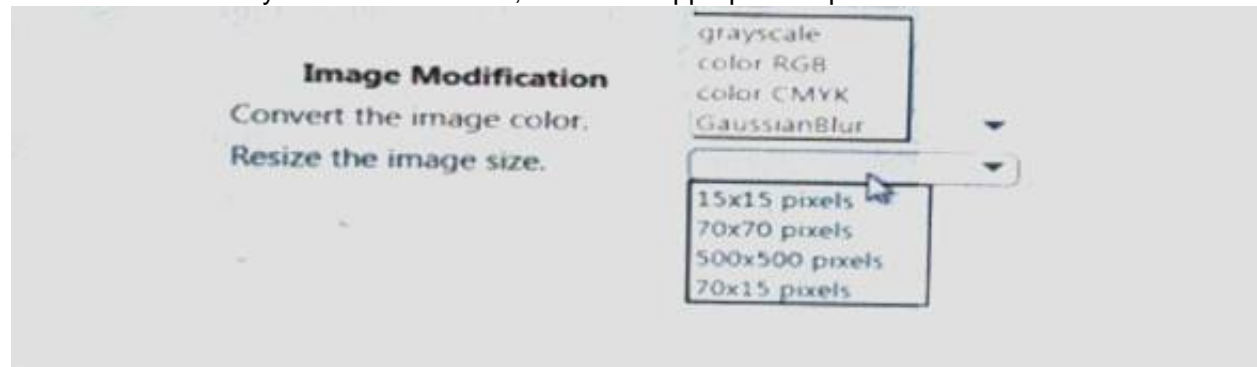 grayscale
Image Modification
color RGB
color CMYK
Convert the image color.
GaussianBlur
Resize the image size.
15x15 pixels
70x70 pixels
500x500 pixels
70x15 pixels